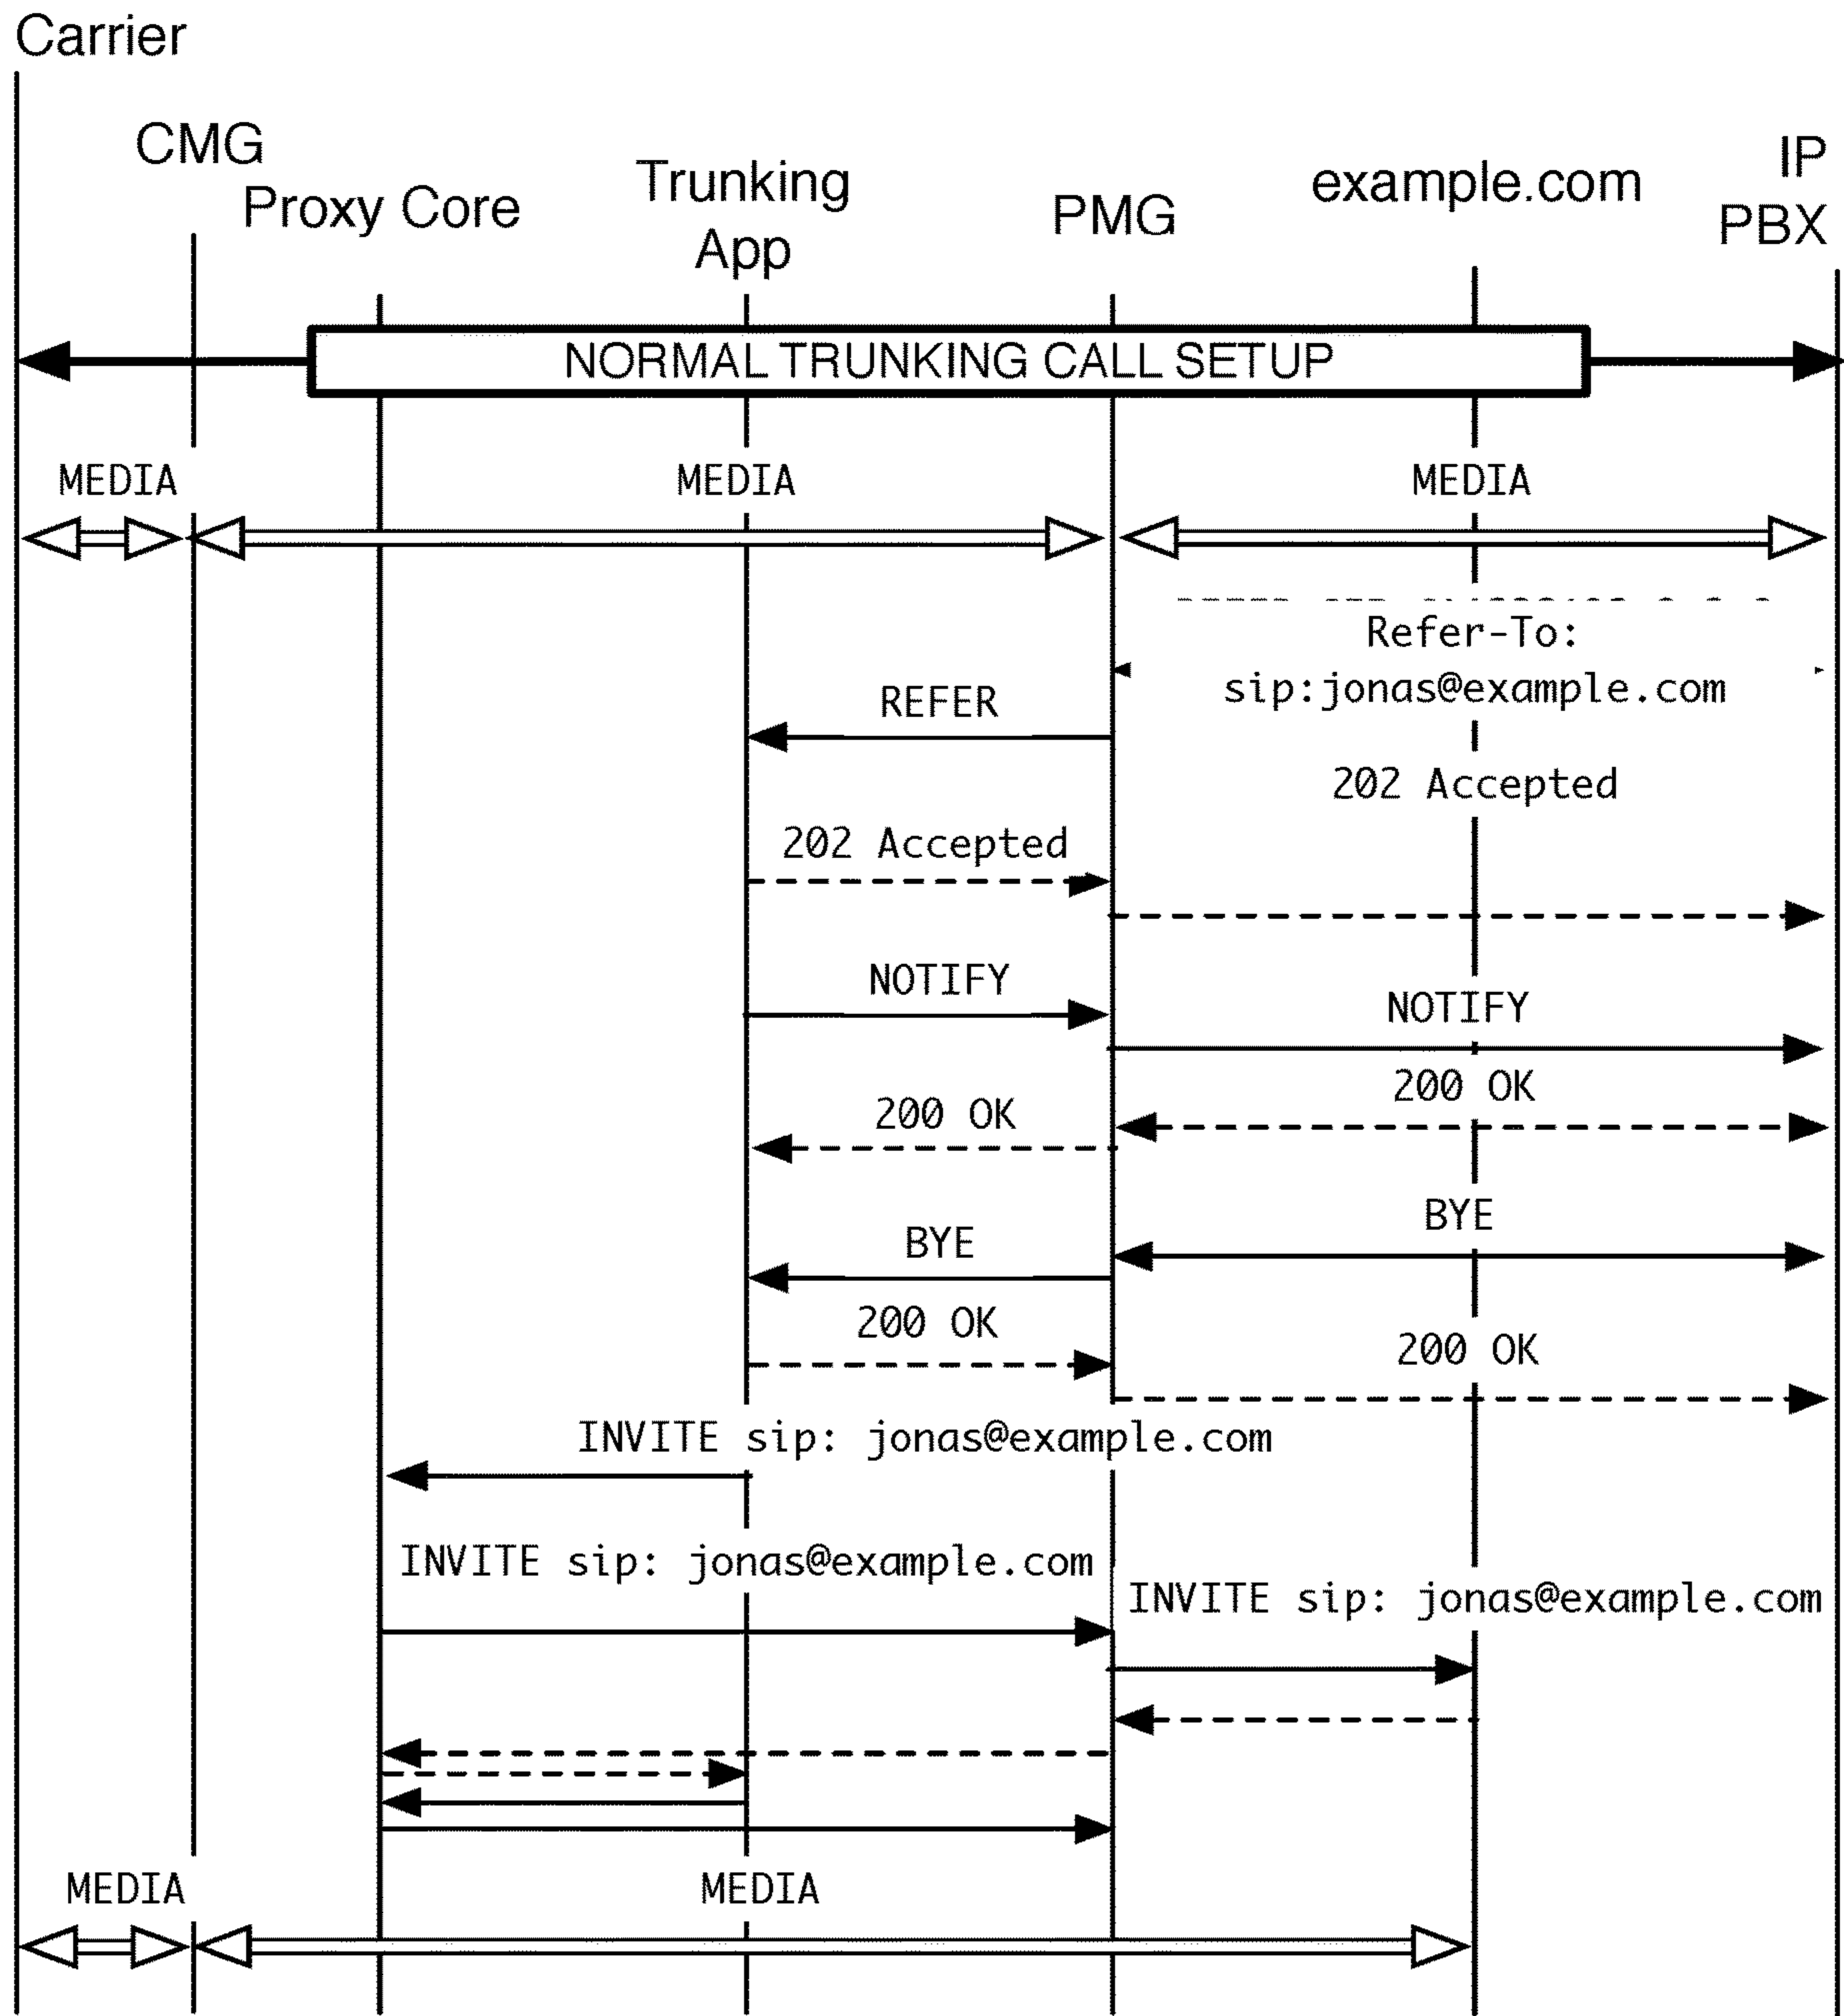 Carrier
CMG
Proxy Core
Trunking
App
PMG
example.com
IP
PBX
NORMAL TRUNKING CALL SETUP
MEDIA
MEDIA
MEDIA
Refer-To:
sip:jonas@example.com
REFER
202 Accepted
202 Accepted
NOTIFY
NOTIFY
200 OK
200 OK
BYE
BYE
200 OK
200 OK
INVITE sip: jonas@example.com
INVITE sip: jonas@example.com
INVITE sip: jonas@example.com
MEDIA
MEDIA